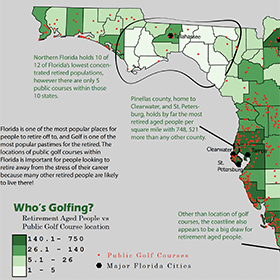 Tallahassee
Northern Florida holds 10 of
12 of Florida's lowest concen-
trated retired populations,
however there are only 5
public courses within those
10 states.
Pinellas county, home to
Clearwater, and St. Peters-
burg, holds by far the most
retired aged people per
square mile with 748, 521
more than any other county.
Florida is one of the most popular places for
people to retire off to, and Golf is one of the
most popular pastimes for the retired. The
locations of public golf courses within
Florida is important for people looking to
retire away from the stress of their career
because many other retired people are likely
to live there!
Clearwater
Tampa
St.
Petersburg
Who's Golfing?
Retirement Aged People vs
Public Golf Course location
140.1- 750
26.1 - 140
5.1 - 26
1 - 5
Public Golf Courses
Major Florida Cities
Other than location of golf
courses, the coastline also
appears to be a big draw for
retirement aged people.